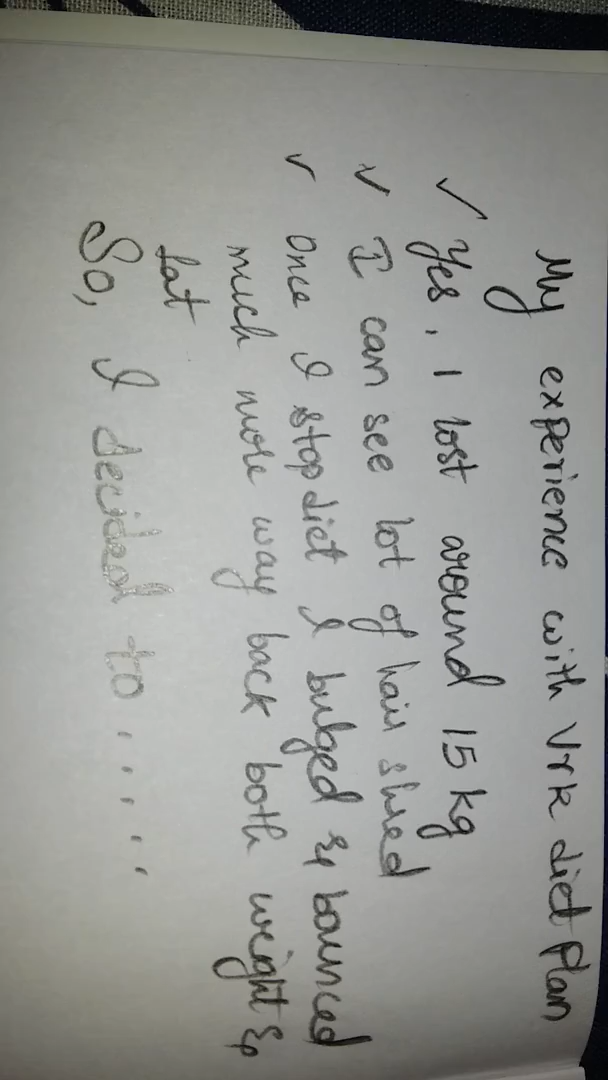 My experience with Vrk diet plan
✓ Yes, I lost around 15 kg
✓ I can see lot of hair shred
✓ Once I stop diet I bulged & bounced
much more way back both weight &
fat
So, I decided to.....